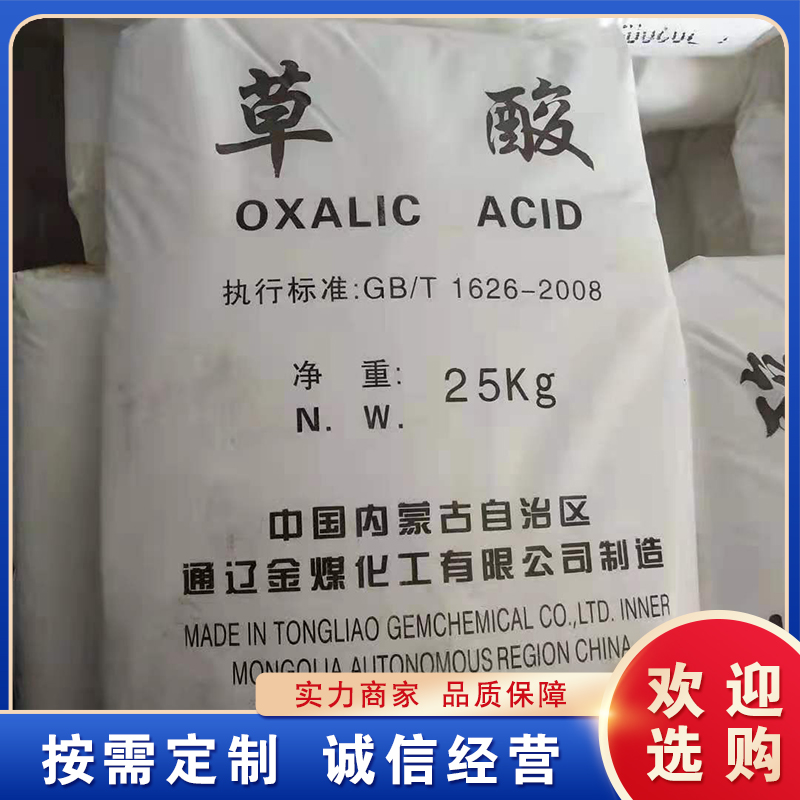 草 酸
OXALIC ACID
执行标准:GB/T 1626-2008
净 重: 25Kg
N. W.
中国内蒙古自治区
通辽金煤化工有限公司制造
MADE IN TONGLIAO GEMCHEMICAL CO.,LTD. INNER
MONGOLIA AUTONOMOUS REGION CHINA
实力商家 品质保障
按需定制 诚信经营
欢迎
选购